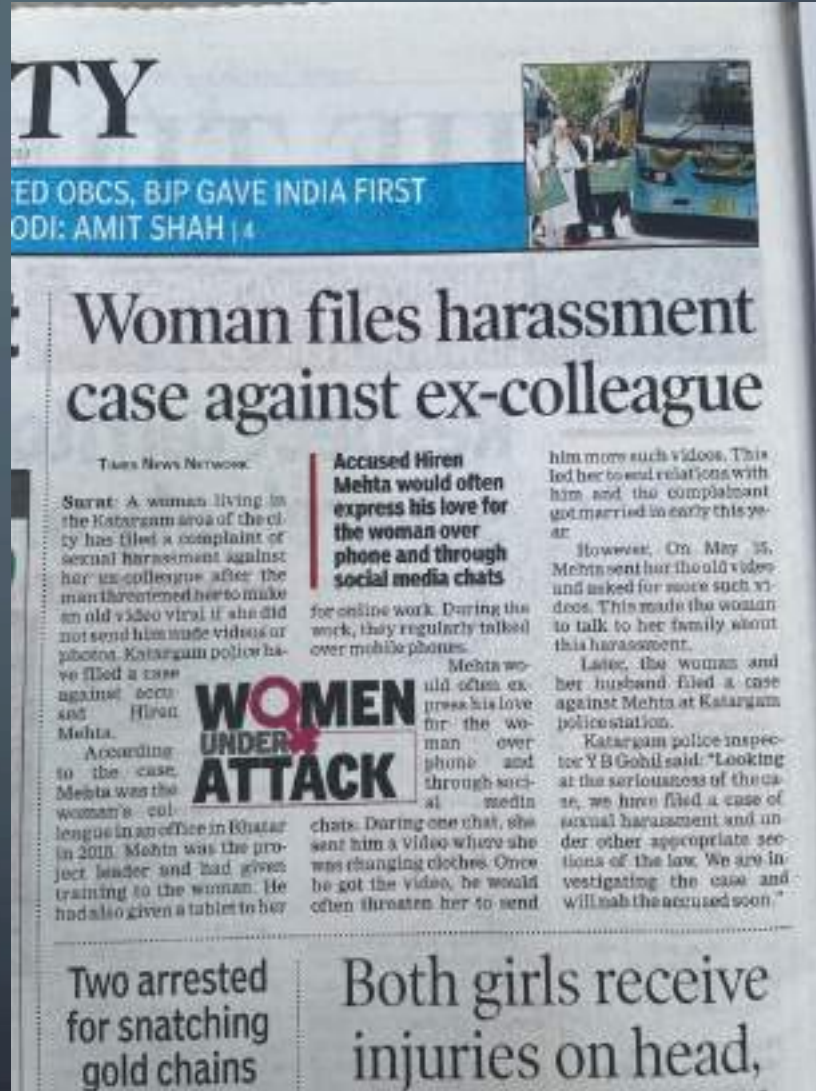 TY
ED OBCS, BJP GAVE INDIA FIRST
ODI: AMIT SHAH | 4
Woman files harassment
case against ex-colleague
TIMES NEWS NETWORK
Surat: A woman living in
the Katargam area of the ci-
ty has filed a complaint of
sexual harassment against
her ex-colleague after the
man threatened her to make
an old video viral if she did
not send him nude videos or
photos. Katargam police ha-
ve filed a case
against accu-
sed Hiren
Mehta.
According
to the case,
Mehta was the
woman's col-
league in an office in Bhatar
in 2018. Mehta was the pro-
ject leader and had given
training to the woman. He
had also given a tablet to her
Accused Hiren
Mehta would often
express his love for
the woman over
phone and through
social media chats
for online work. During the
work, they regularly talked
over mobile phones.
Mehta wo-
uld often ex-
press his love
for the wo-
man over
phone and
through soci-
al media
chats. During one chat, she
sent him a video where she
was changing clothes. Once
he got the video, he would
often threaten her to send
WOMEN
UNDER
ATTACK
him more such videos. This
led her to end relations with
him and the complainant
got married in early this ye-
ar.
However, On May 15,
Mehta sent her the old video
and asked for more such vi-
deos. This made the woman
to talk to her family about
this harassment.
Later, the woman and
her husband filed a case
against Mehta at Katargam
police station.
Katargam police inspec-
tor Y B Gohil said: "Looking
at the seriousness of the ca-
se, we have filed a case of
sexual harassment and un-
der other appropriate sec-
tions of the law. We are in-
vestigating the case and
will nab the accused soon."
Two arrested
for snatching
gold chains
Both girls receive
injuries on head,